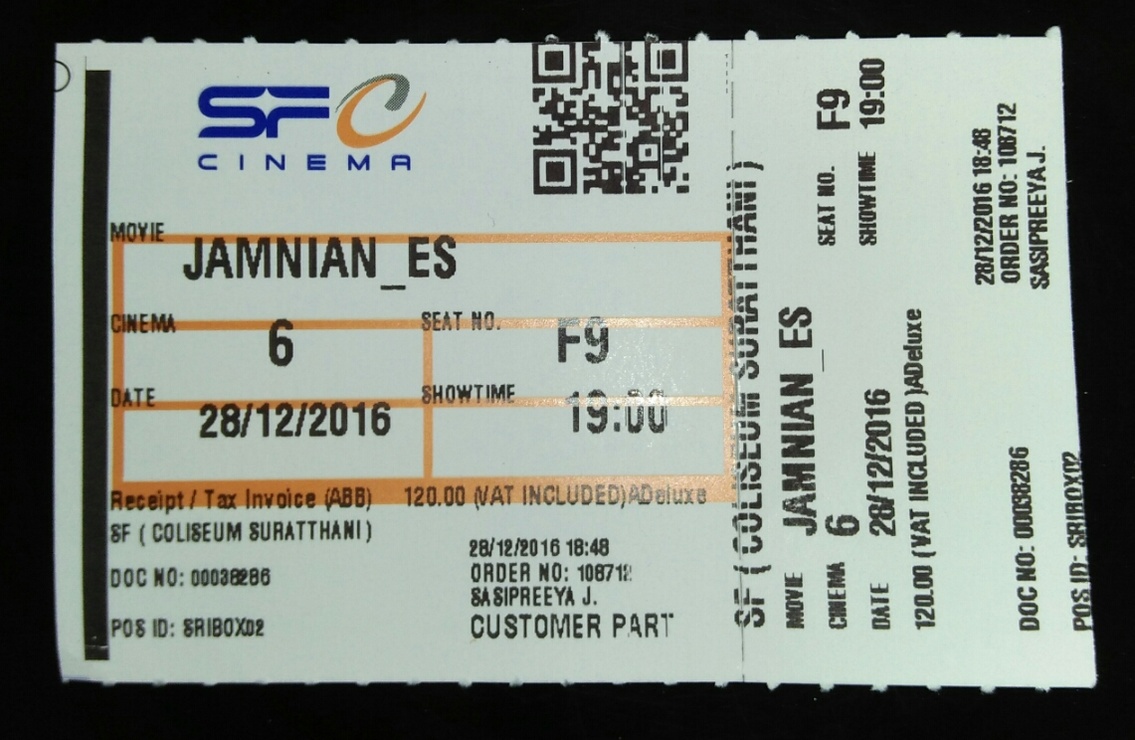 SFC
CINEMA
MOVIE
JAMNIAN_ES
CINEMA
6
SEAT NO.
F9
DATE
28/12/2016
SHOWTIME
19:00
Receipt / Tax Invoice (ABB) 120.00 (VAT INCLUDED)ADeluxe
SF ( COLISEUM SURATTHANI )
DOC NO: 00038286
POS ID: SRIBOX02
28/12/2016 18:48
ORDER NO: 108712
SASIPREEYA J.
CUSTOMER PART
SF ( COLISEUM SURATTHANI )
MOVIE JAMNIAN_ES
CINEMA 6 SEAT NO. F9
DATE 28/12/2016 SHOWTIME 19:00
120.00 (VAT INCLUDED )ADeluxe
28/12/2016 18:48
ORDER NO: 108712
SASIPREEYA J.
DOC NO: 00038286
POS ID: SRIBOX02